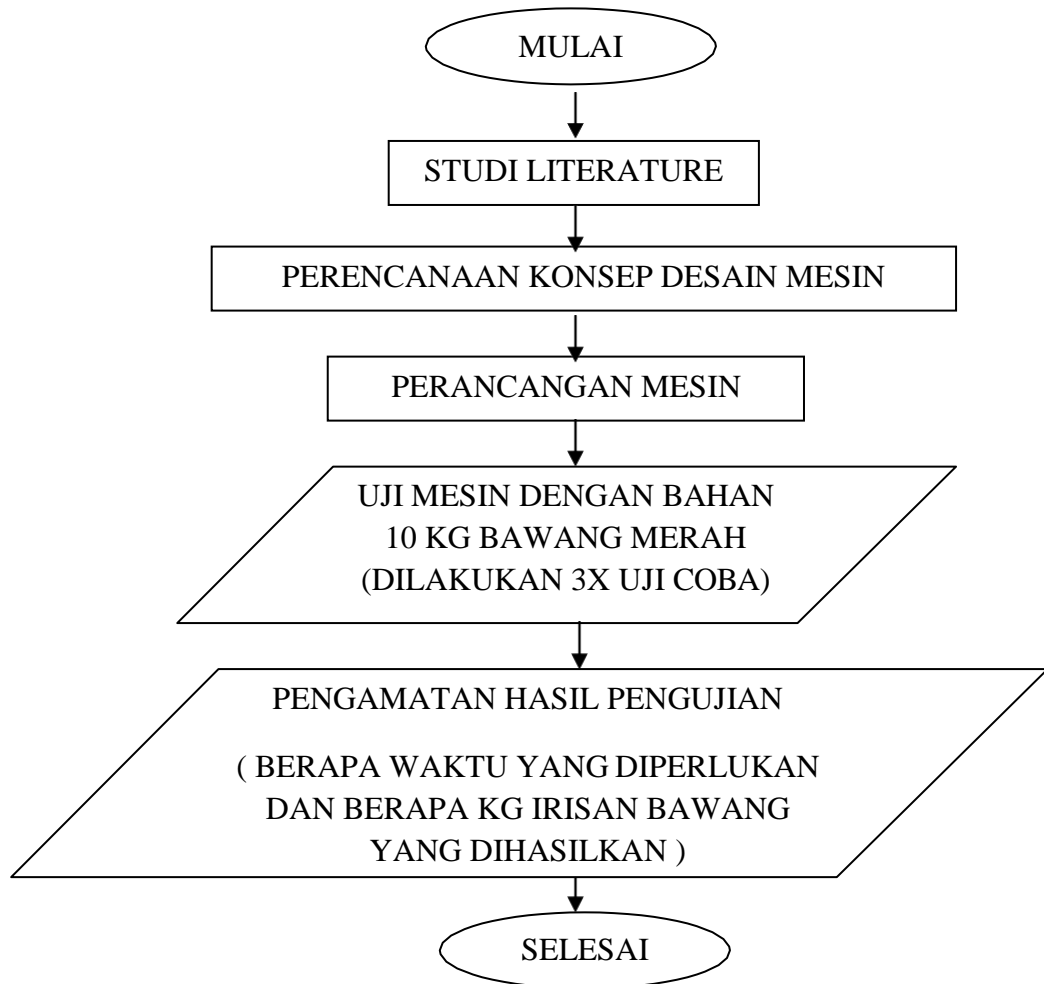 MULAI
STUDI LITERATURE
PERENCANAAN KONSEP DESAIN MESIN
PERANCANGAN MESIN
UJI MESIN DENGAN BAHAN
10 KG BAWANG MERAH
(DILAKUKAN 3X UJI COBA)
PENGAMATAN HASIL PENGUJIAN
( BERAPA WAKTU YANG DIPERLUKAN
DAN BERAPA KG IRISAN BAWANG
YANG DIHASILKAN )
SELESAI